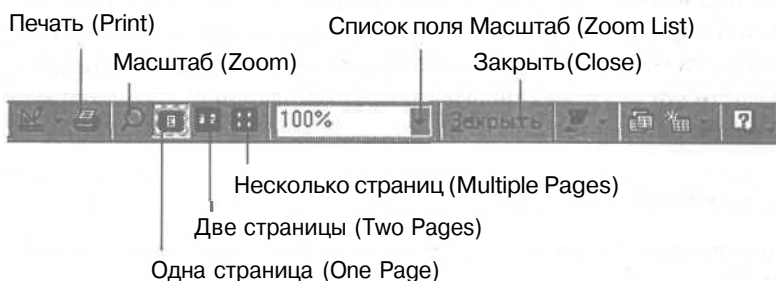 Печать (Print)
Список поля Масштаб (Zoom List)
Масштаб (Zoom)
Закрыть(Close)
100%
Закрыть
Несколько страниц (Multiple Pages)
Две страницы (Two Pages)
Одна страница (One Page)